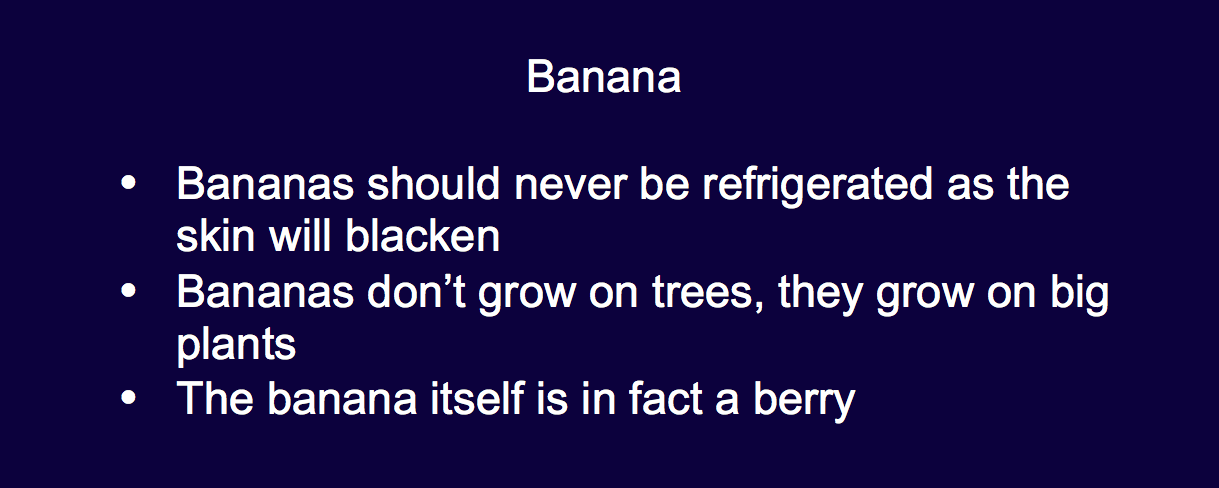 Banana
• Bananas should never be refrigerated as the
skin will blacken
• Bananas don’t grow on trees, they grow on big
plants
• The banana itself is in fact a berry